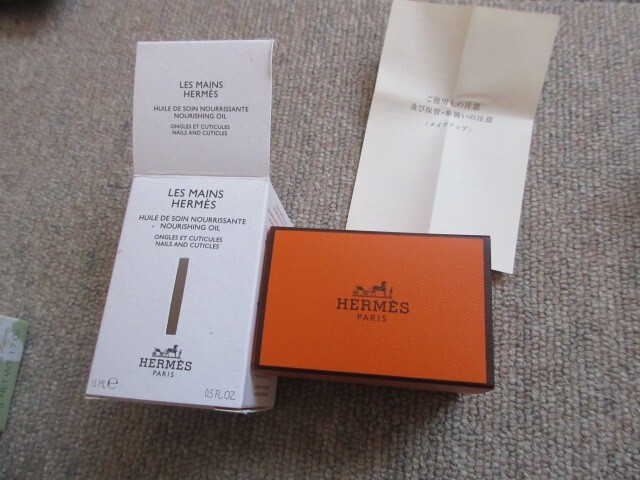 LES MAINS
HERMÈS
HUILE DE SOIN NOURRISSANTE
NOURISHING OIL
ONGLES ET CUTICULES
NAILS AND CUTICLES
LES MAINS
HERMÈS
HUILE DE SOIN NOURRISSANTE
NOURISHING OIL
ONGLES ET CUTICULES
NAILS AND CUTICLES
HERMÈS
PARIS
15 ML ℮
0.5 FL. OZ.
HERMÈS
PARIS
ご使用上の注意
及び保管・取扱いの注意
(メイクアップ)